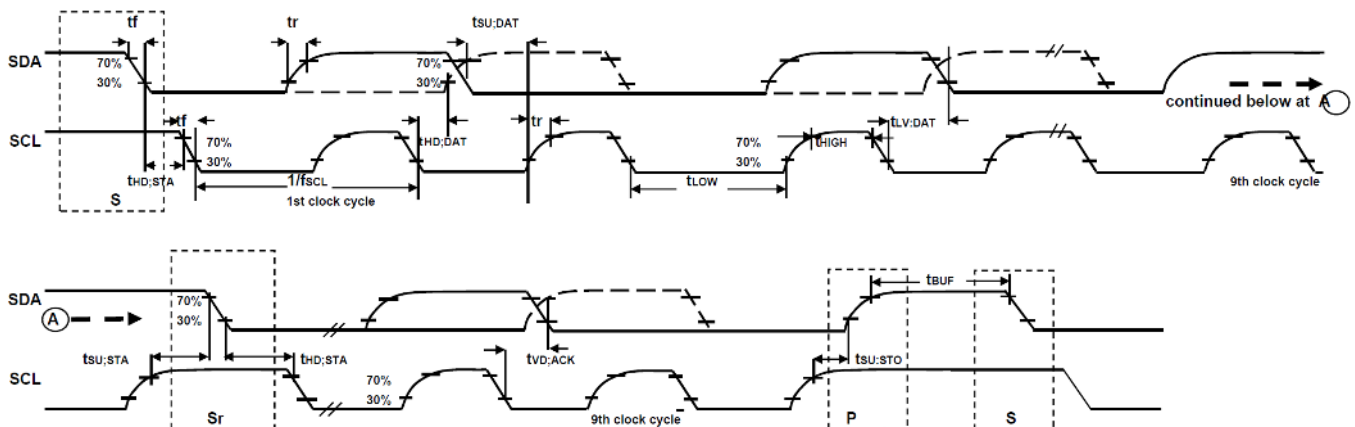 tf tr tSU;DAT
SDA 70% 70%
30% 30%
continued below at A
tf tr tLV:DAT
SCL 70% tHD;DAT 70% tHIGH
30% 30%
tHD;STA 1/fSCL tLOW
S 1st clock cycle 9th clock cycle
tBUF
SDA 70%
A 30%
tSU;STA tHD;STA tVD;ACK tSU:STO
SCL 70%
30%
Sr 9th clock cycle P S